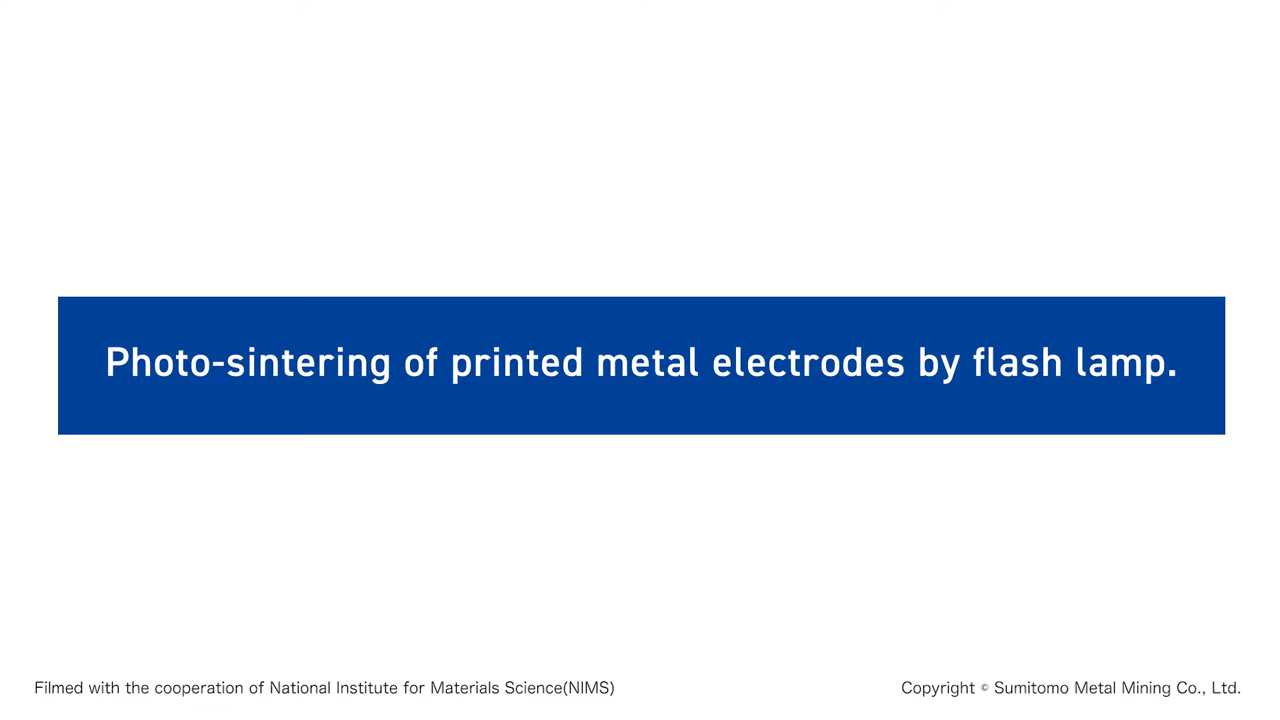 Photo-sintering of printed metal electrodes by flash lamp.
Filmed with the cooperation of National Institute for Materials Science(NIMS)
Copyright © Sumitomo Metal Mining Co., Ltd.